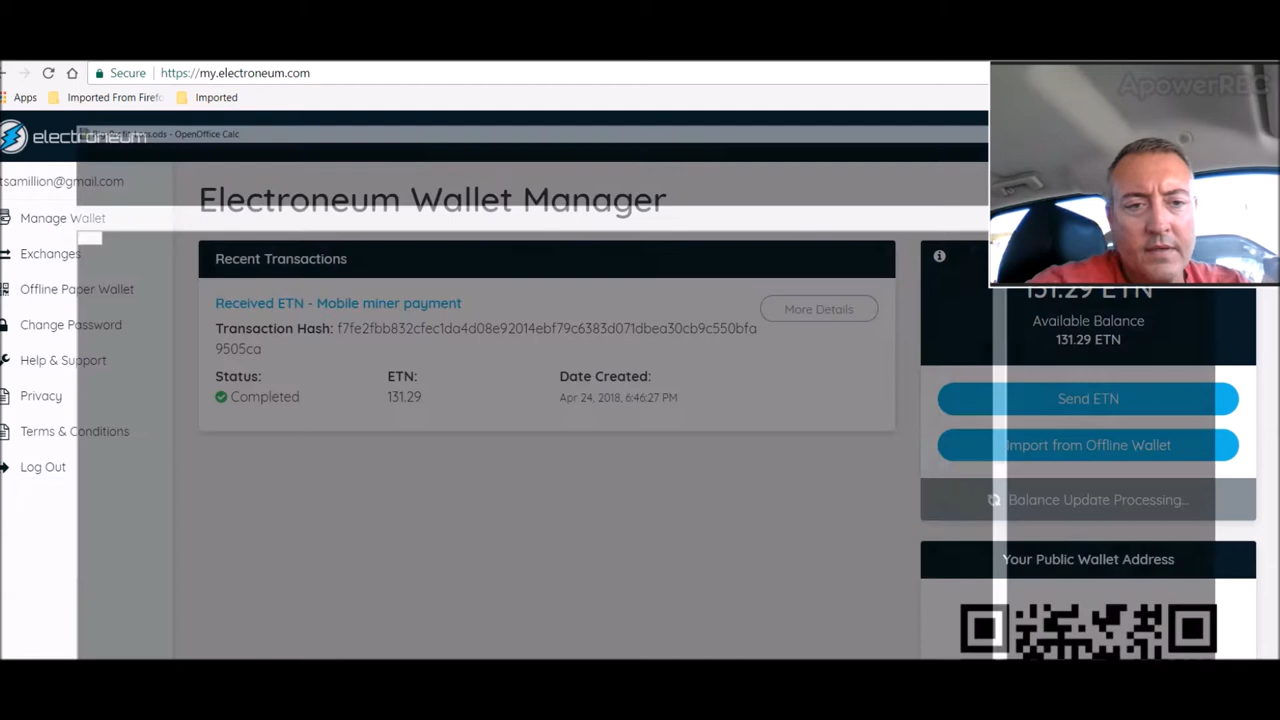 ApowerREC
Secure https://my.electroneum.com
Apps Imported From Firefo Imported
electroneum
.ods - OpenOffice Calc
tsamillion@gmail.com
Electroneum Wallet Manager
Manage Wallet
Exchanges
Offline Paper Wallet
Change Password
Help & Support
Privacy
Terms & Conditions
Log Out
Recent Transactions
Received ETN - Mobile miner payment
More Details
Transaction Hash: f7fe2fbb832cfec1da4d08e92014ebf79c6383d071dbea30cb9c550bfa
9505ca
Status: ETN: Date Created:
Completed 131.29 Apr 24, 2018, 6:46:27 PM
131.29 ETN
Available Balance
131.29 ETN
Send ETN
Import from Offline Wallet
Balance Update Processing...
Your Public Wallet Address